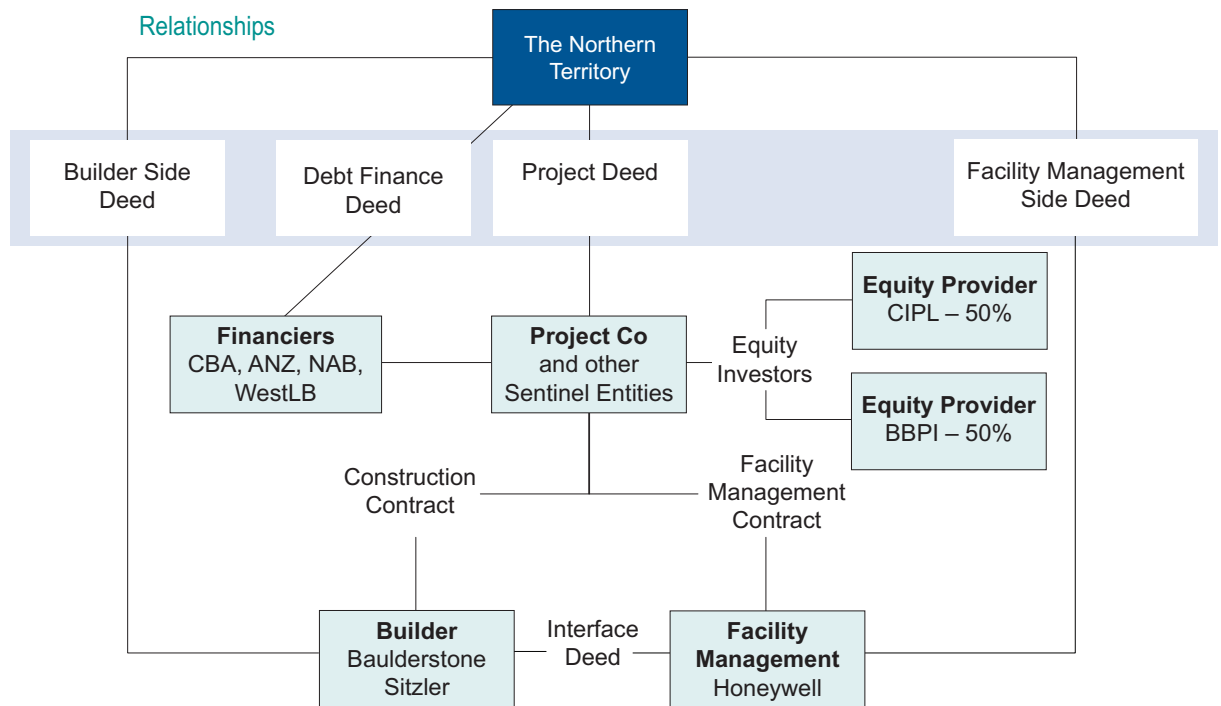 Relationships
The Northern
Territory
Builder Side
Deed
Debt Finance
Deed
Project Deed
Facility Management
Side Deed
Financiers
CBA, ANZ, NAB,
WestLB
Project Co
and other
Sentinel Entities
Equity
Investors
Equity Provider
CIPL – 50%
Equity Provider
BBPI – 50%
Construction
Contract
Facility
Management
Contract
Builder
Baulderstone
Sitzler
Interface
Deed
Facility
Management
Honeywell